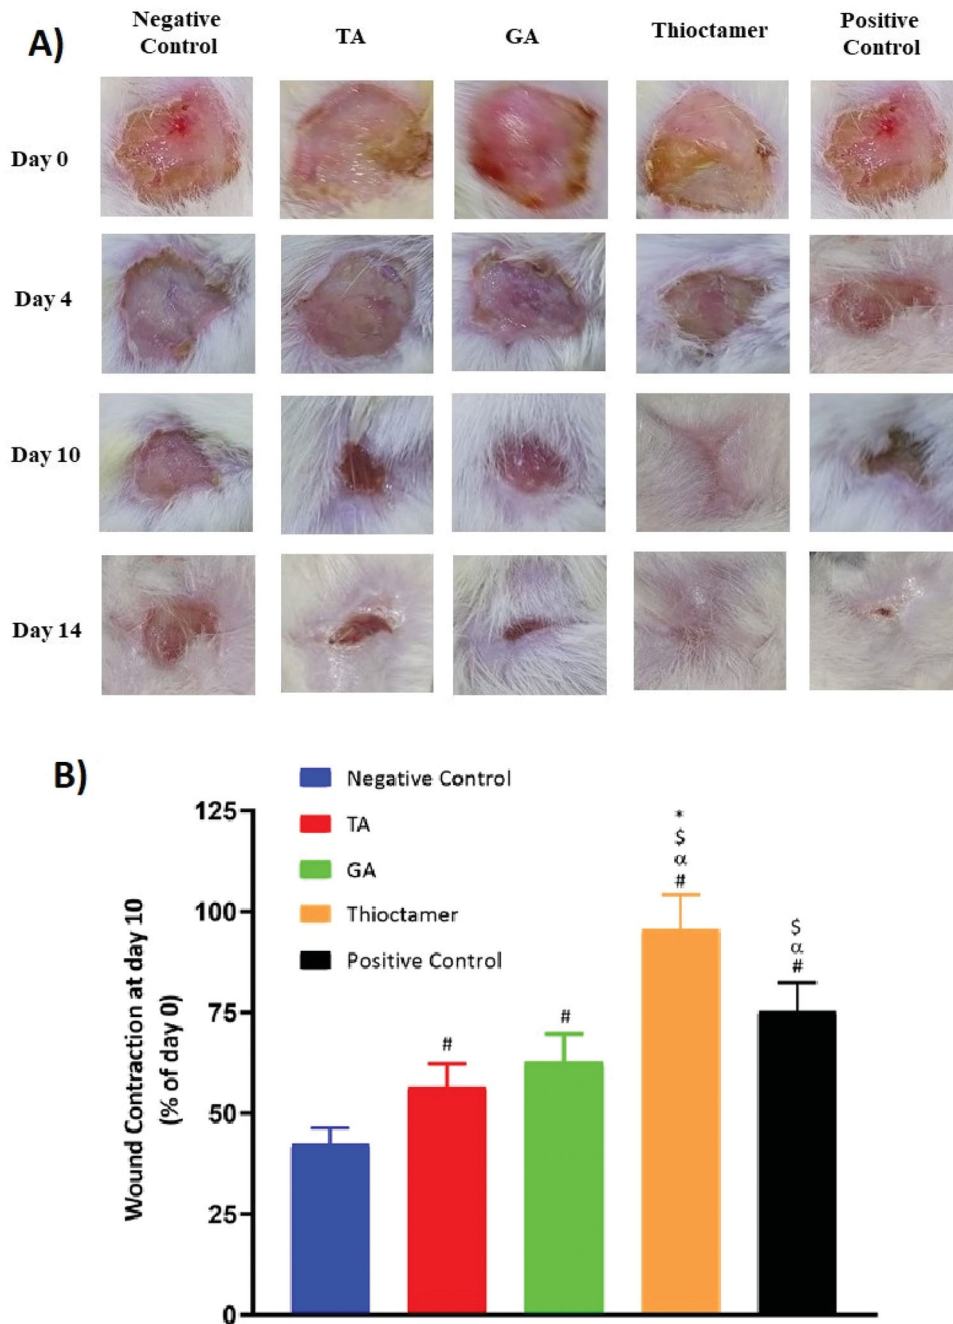 A)
Negative
Control
TA
GA
Thioctamer
Positive
Control
Day 0
Day 4
Day 10
Day 14
B)
Negative Control
TA
GA
Thioctamer
Positive Control
Wound Contraction at day 10
(% of day 0)
125
100
75
50
25
0
#
#
*
$
α
#
$
α
#